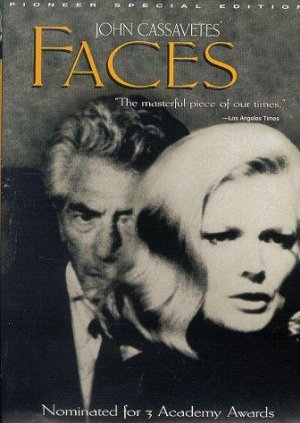 PIONEER SPECIAL EDITION
JOHN CASSAVETES'
FACES
"The masterful piece of our times."
—Los Angeles Times
Nominated for 3 Academy Awards